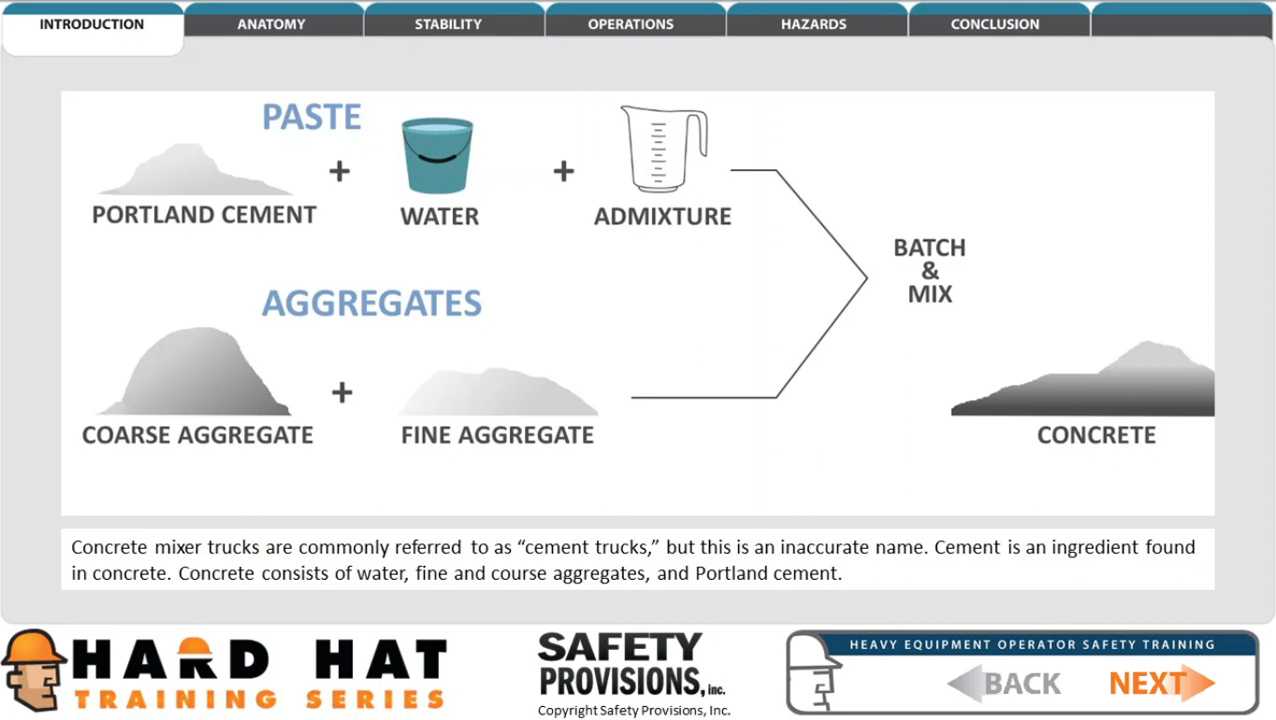 INTRODUCTION
ANATOMY
STABILITY
OPERATIONS
HAZARDS
CONCLUSION
PASTE
+
+
PORTLAND CEMENT
WATER
ADMIXTURE
BATCH
&
MIX
AGGREGATES
+
COARSE AGGREGATE
FINE AGGREGATE
CONCRETE
Concrete mixer trucks are commonly referred to as “cement trucks,” but this is an inaccurate name. Cement is an ingredient found
in concrete. Concrete consists of water, fine and course aggregates, and Portland cement.
HARD HAT
TRAINING SERIES
SAFETY
PROVISIONS, inc.
Copyright Safety Provisions, Inc.
HEAVY EQUIPMENT OPERATOR SAFETY TRAINING
BACK
NEXT